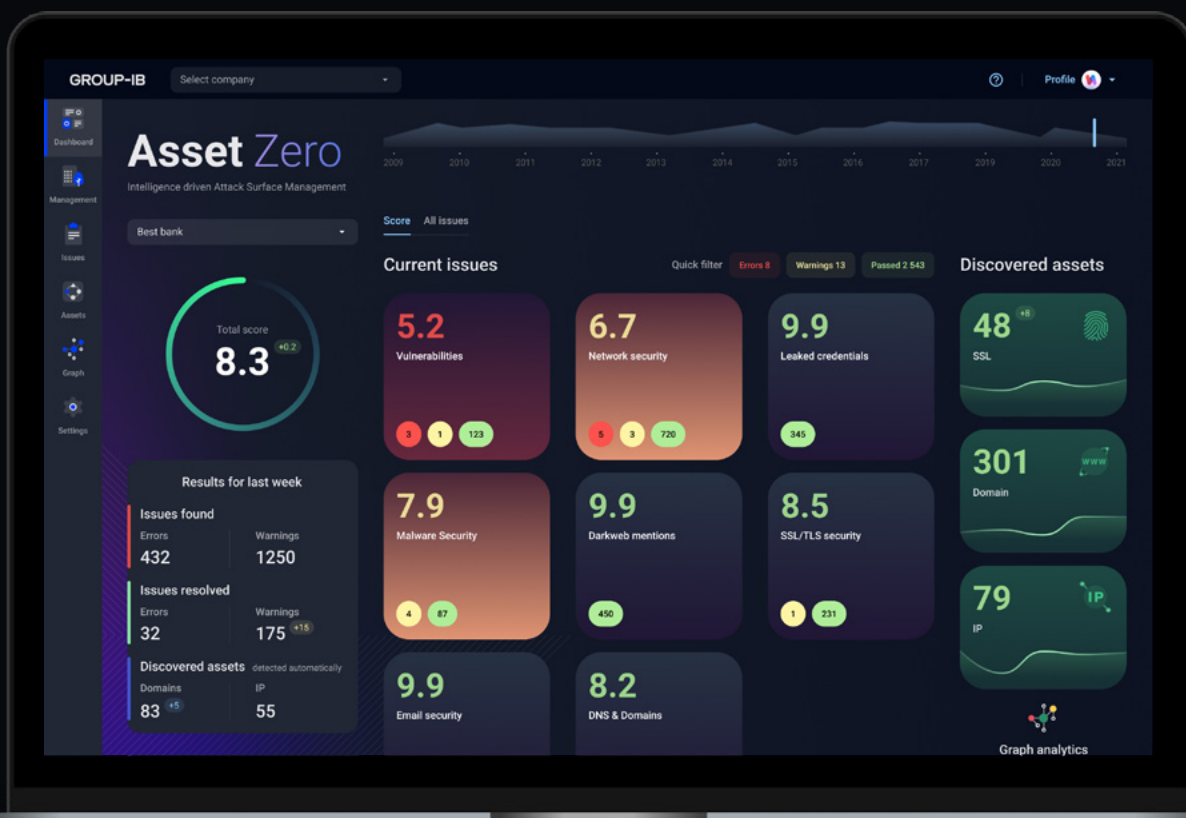 GROUP-IB
Select company
Profile
Dashboard
Management
Issues
Assets
Graph
Settings
Asset Zero
Intelligence driven Attack Surface Management
2009 2010 2011 2012 2013 2014 2015 2016 2017 2019 2020 2021
Best bank
Total score
8.3 +0.2
Results for last week
Issues found
Errors Warnings
432 1250
Issues resolved
Errors Warnings
32 175 +15
Discovered assets detected automatically
Domains IP
83 +5 55
Score All issues
Current issues
Quick filter Errors 8 Warnings 13 Passed 2 543
5.2
Vulnerabilities
3 1 123
6.7
Network security
5 3 720
9.9
Leaked credentials
345
7.9
Malware Security
4 87
9.9
Darkweb mentions
450
8.5
SSL/TLS security
1 231
9.9
Email security
8.2
DNS & Domains
Discovered assets
48 +8
SSL
301
www
Domain
79
IP
IP
Graph analytics